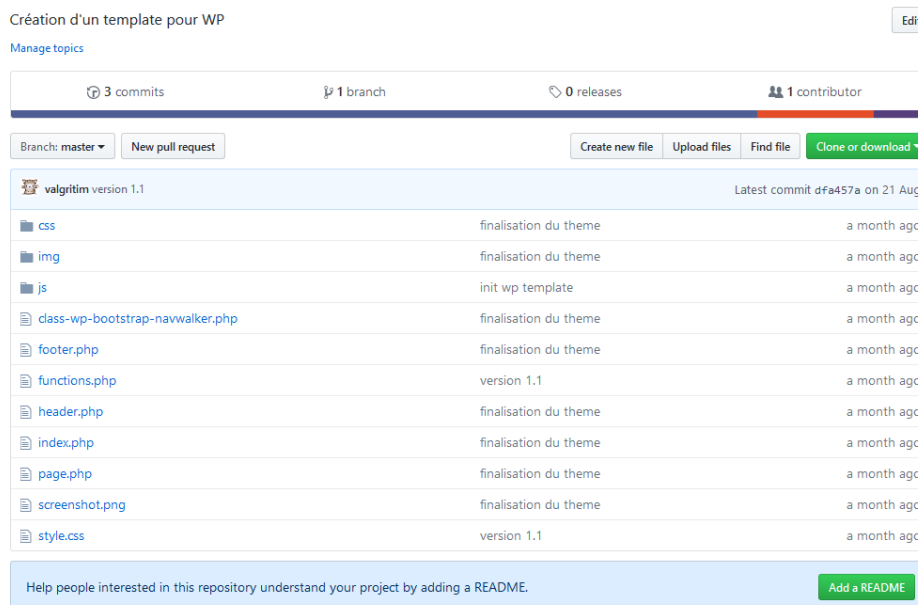 Création d'un template pour WP
Edi
Manage topics
3 commits 1 branch 0 releases 1 contributor
Branch: master New pull request Create new file Upload files Find file Clone or download
valgritim version 1.1 Latest commit dfa457a on 21 Aug
css finalisation du theme a month ago
img finalisation du theme a month ago
js init wp template a month ago
class-wp-bootstrap-navwalker.php finalisation du theme a month ago
footer.php finalisation du theme a month ago
functions.php version 1.1 a month ago
header.php finalisation du theme a month ago
index.php finalisation du theme a month ago
page.php finalisation du theme a month ago
screenshot.png finalisation du theme a month ago
style.css version 1.1 a month ago
Help people interested in this repository understand your project by adding a README. Add a README